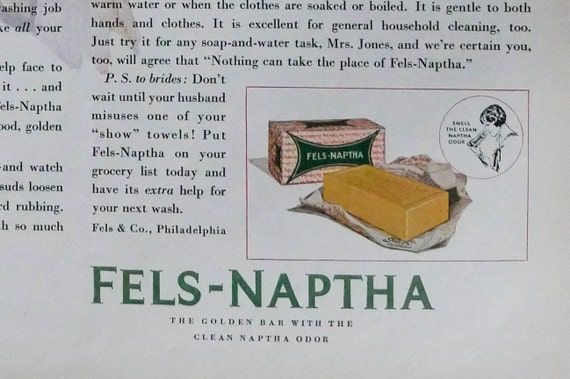 ashing job
ke all your
elp face to
it . . . and
els-Naptha
ood, golden
-and watch
suds loosen
rd rubbing.
th so much
warm water or when the clothes are soaked or boiled. It is gentle to both
hands and clothes. It is excellent for general household cleaning, too.
Just try it for any soap-and-water task, Mrs. Jones, and we're certain you,
too, will agree that “Nothing can take the place of Fels-Naptha.”
P. S. to brides: Don't
wait until your husband
misuses one of your
“show” towels! Put
Fels-Naptha on your
grocery list today and
have its extra help for
your next wash.
Fels & Co., Philadelphia
FELS-NAPTHA
SMELL
THE CLEAN
NAPTHA
ODOR
FELS-NAPTHA
THE GOLDEN BAR WITH THE
CLEAN NAPTHA ODOR